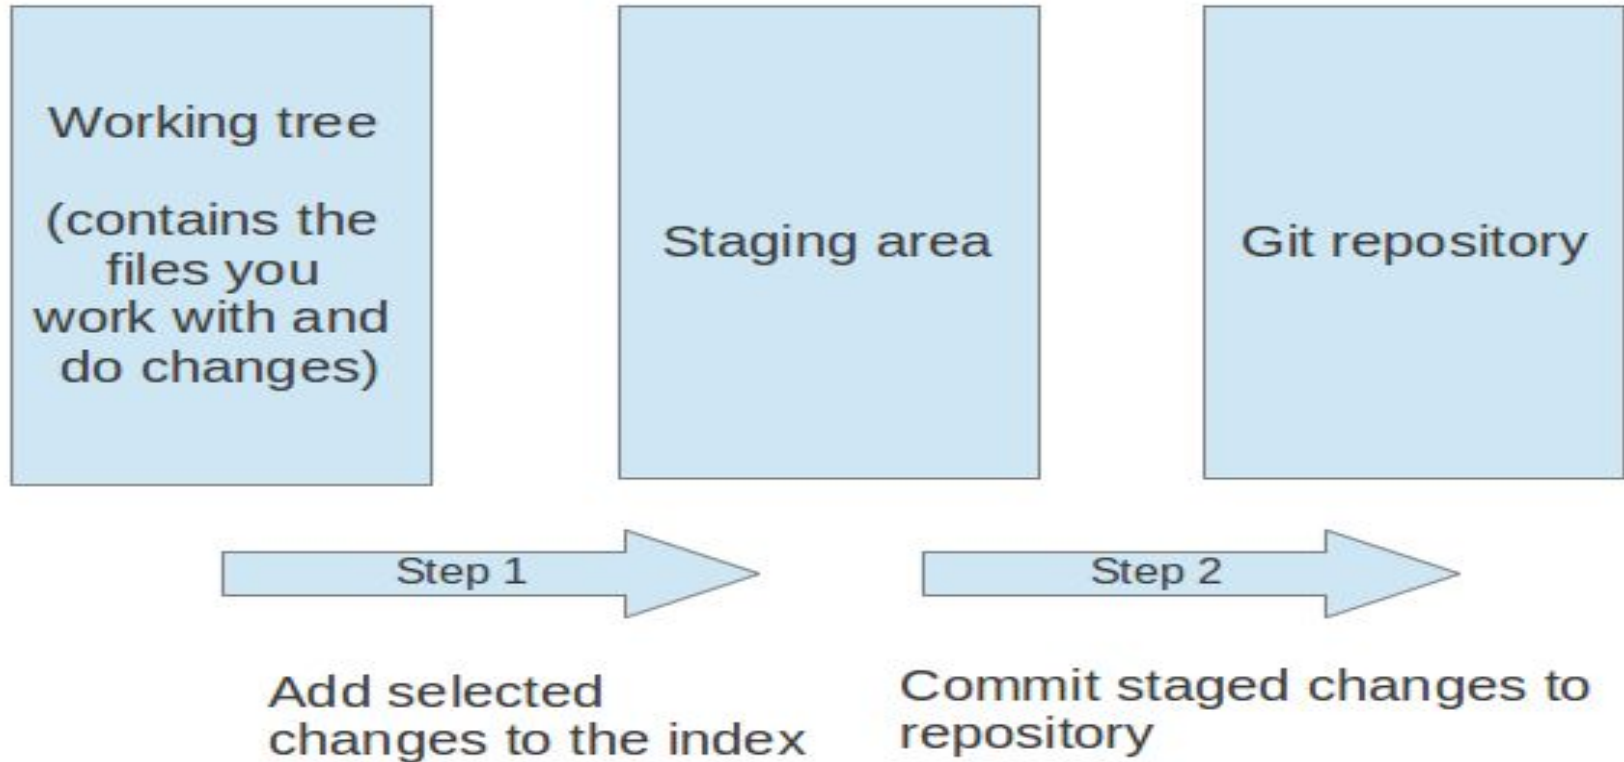 Working tree
(contains the
files you
work with and
do changes)
Staging area
Git repository
Step 1
Step 2
Add selected
changes to the index
Commit staged changes to
repository